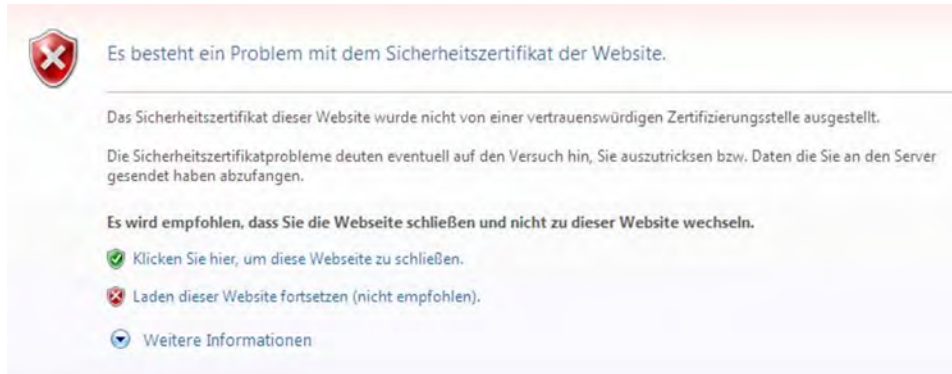 Es besteht ein Problem mit dem Sicherheitszertifikat der Website.
Das Sicherheitszertifikat dieser Website wurde nicht von einer vertrauenswürdigen Zertifizierungsstelle ausgestellt.
Die Sicherheitszertifikatprobleme deuten eventuell auf den Versuch hin, Sie auszutricksen bzw. Daten die Sie an den Server
gesendet haben abzufangen.
Es wird empfohlen, dass Sie die Webseite schließen und nicht zu dieser Website wechseln.
Klicken Sie hier, um diese Webseite zu schließen.
Laden dieser Website fortsetzen (nicht empfohlen).
Weitere Informationen